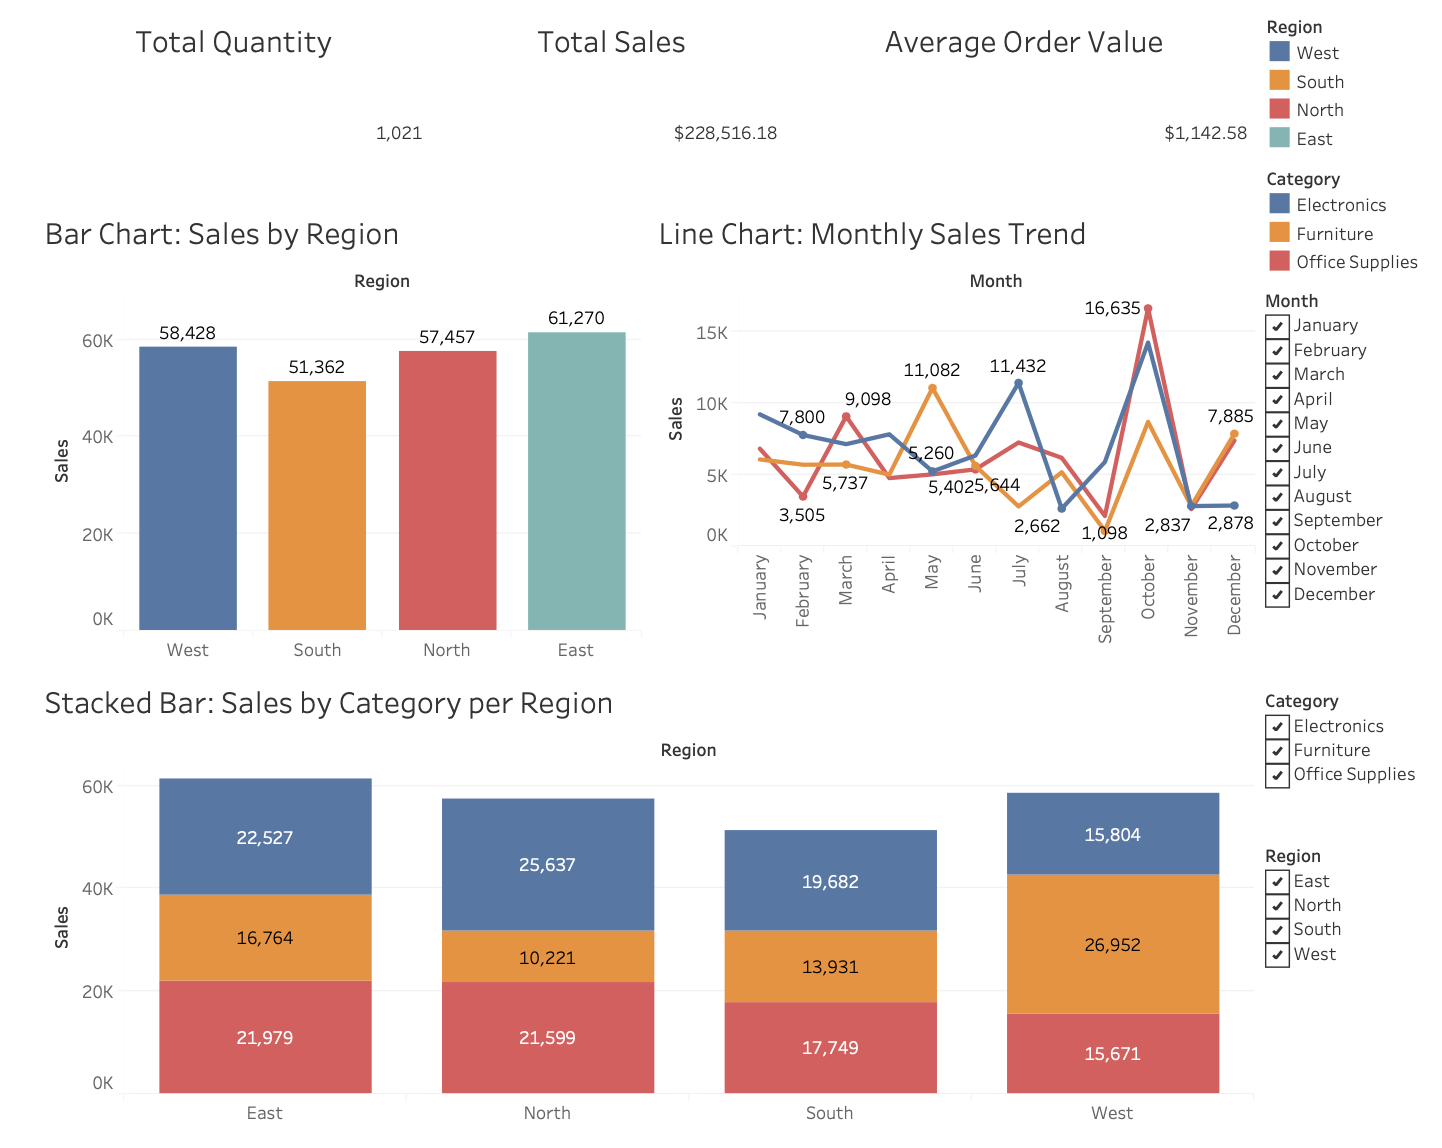 Total Quantity
Total Sales
Average Order Value
1,021
$228,516.18
$1,142.58
Region
West
South
North
East
Category
Electronics
Furniture
Office Supplies
Bar Chart: Sales by Region
Region
Sales
60K
40K
20K
0K
58,428
51,362
57,457
61,270
West
South
North
East
Line Chart: Monthly Sales Trend
Month
Sales
15K
10K
5K
0K
16,635
11,082
11,432
9,098
7,800
7,885
5,260
5,737
5,402
5,644
3,505
2,662
1,098
2,837
2,878
January
February
March
April
May
June
July
August
September
October
November
December
Month
January
February
March
April
May
June
July
August
September
October
November
December
Stacked Bar: Sales by Category per Region
Region
Sales
60K
40K
20K
0K
22,527
16,764
21,979
25,637
10,221
21,599
19,682
13,931
17,749
15,804
26,952
15,671
East
North
South
West
Category
Electronics
Furniture
Office Supplies
Region
East
North
South
West